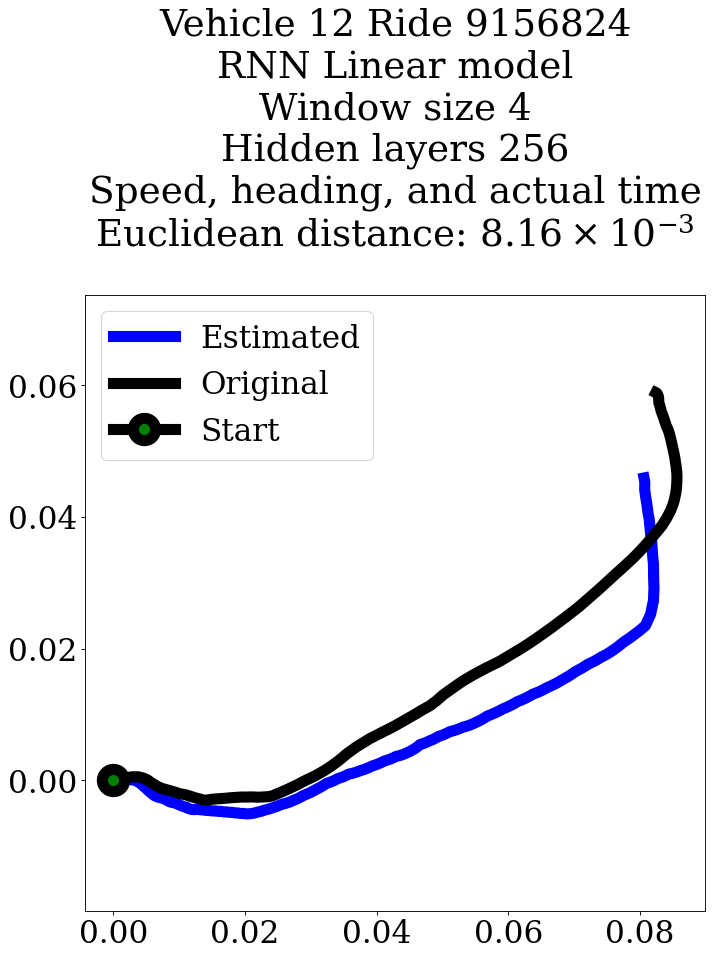 Vehicle 12 Ride 9156824
RNN Linear model
Window size 4
Hidden layers 256
Speed, heading, and actual time
Euclidean distance: 8.16 × 10⁻³
Estimated
Original
Start
0.06
0.04
0.02
0.00
0.00 0.02 0.04 0.06 0.08